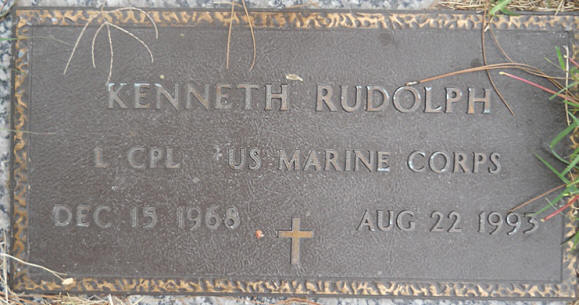 KENNETH RUDOLPH
L CPL US MARINE CORPS
DEC 15 1968 AUG 22 1993